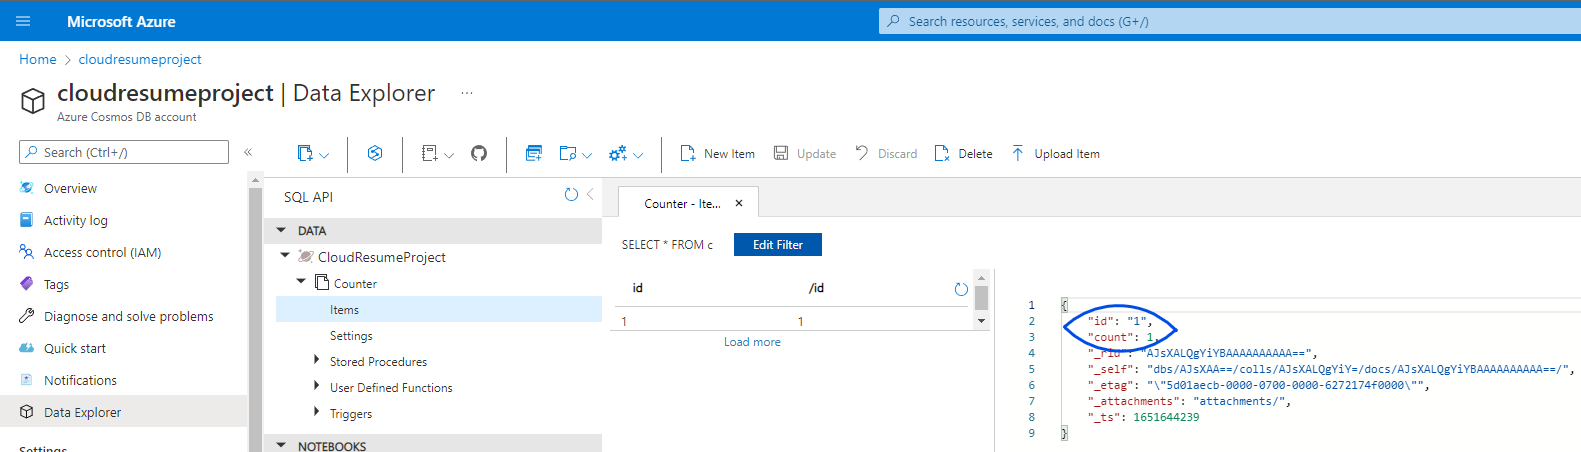 Microsoft Azure
Search resources, services, and docs (G+/)
Home > cloudresumeproject
cloudresumeproject | Data Explorer ...
Azure Cosmos DB account
Search (Ctrl+/)
«
New Item
Update
Discard
Delete
Upload Item
Overview
Activity log
Access control (IAM)
Tags
Diagnose and solve problems
Quick start
Notifications
Data Explorer
Settings
SQL API
DATA
CloudResumeProject
Counter
Items
Settings
Stored Procedures
User Defined Functions
Triggers
NOTEBOOKS
Counter - Ite... ×
SELECT * FROM c Edit Filter
id /id
1 1
Load more
1 {
2 "id": "1",
3 "count": 1,
4 "_rid": "AJsXALQgYiYBAAAAAAAAAA==",
5 "_self": "dbs/AJsXAA==/colls/AJsXALQgYiY=/docs/AJsXALQgYiYBAAAAAAAAAA==/",
6 "_etag": "\"5d01aecb-0000-0700-0000-6272174f0000\"",
7 "_attachments": "attachments/",
8 "_ts": 1651644239
9 }